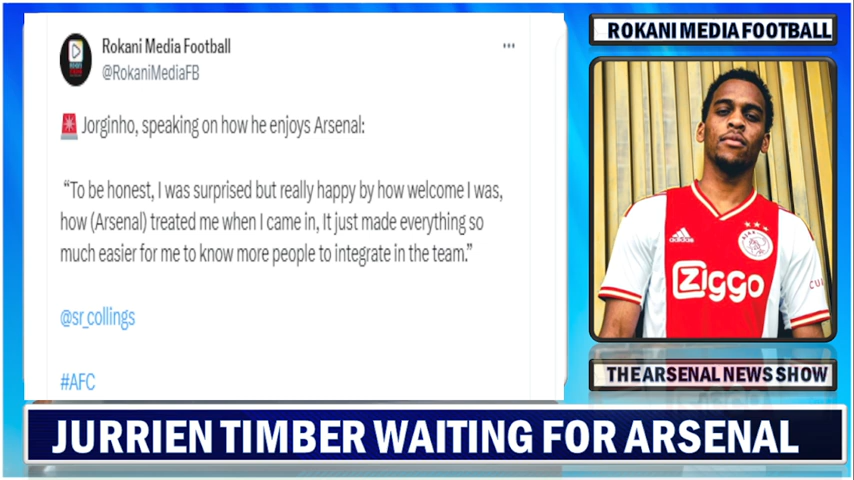 Rokani Media Football
@RokaniMediaFB
Jorginho, speaking on how he enjoys Arsenal:
“To be honest, I was surprised but really happy by how welcome I was,
how (Arsenal) treated me when I came in, It just made everything so
much easier for me to know more people to integrate in the team.”
@sr_collings
#AFC
ROKANI MEDIA FOOTBALL
Ziggo
adidas
THE ARSENAL NEWS SHOW
JURRIEN TIMBER WAITING FOR ARSENAL